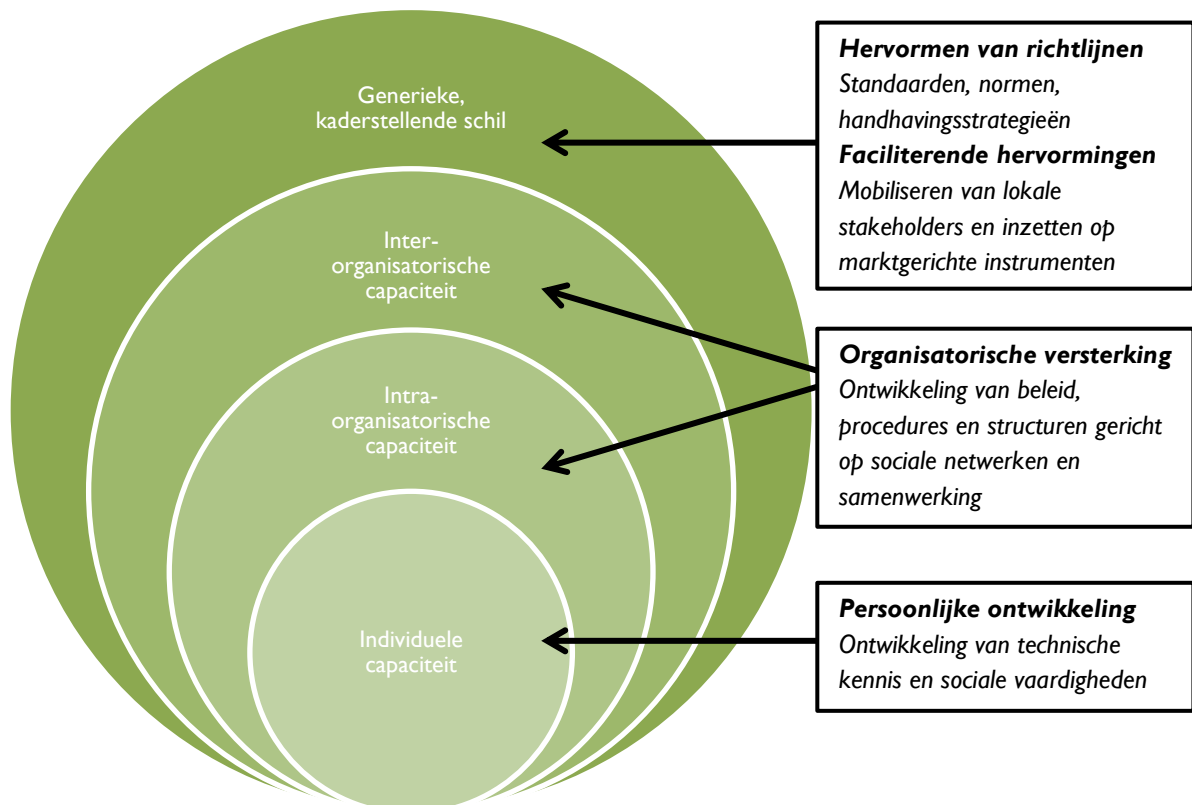 Generieke,
kaderstellende schil
Inter-
organisatorische
capaciteit
Intra-
organisatorische
capaciteit
Individuele
capaciteit
Hervormen van richtlijnen
Standaarden, normen,
handhavingsstrategieën
Faciliterende hervormingen
Mobiliseren van lokale
stakeholders en inzetten op
marktgerichte instrumenten
Organisatorische versterking
Ontwikkeling van beleid,
procedures en structuren gericht
op sociale netwerken en
samenwerking
Persoonlijke ontwikkeling
Ontwikkeling van technische
kennis en sociale vaardigheden